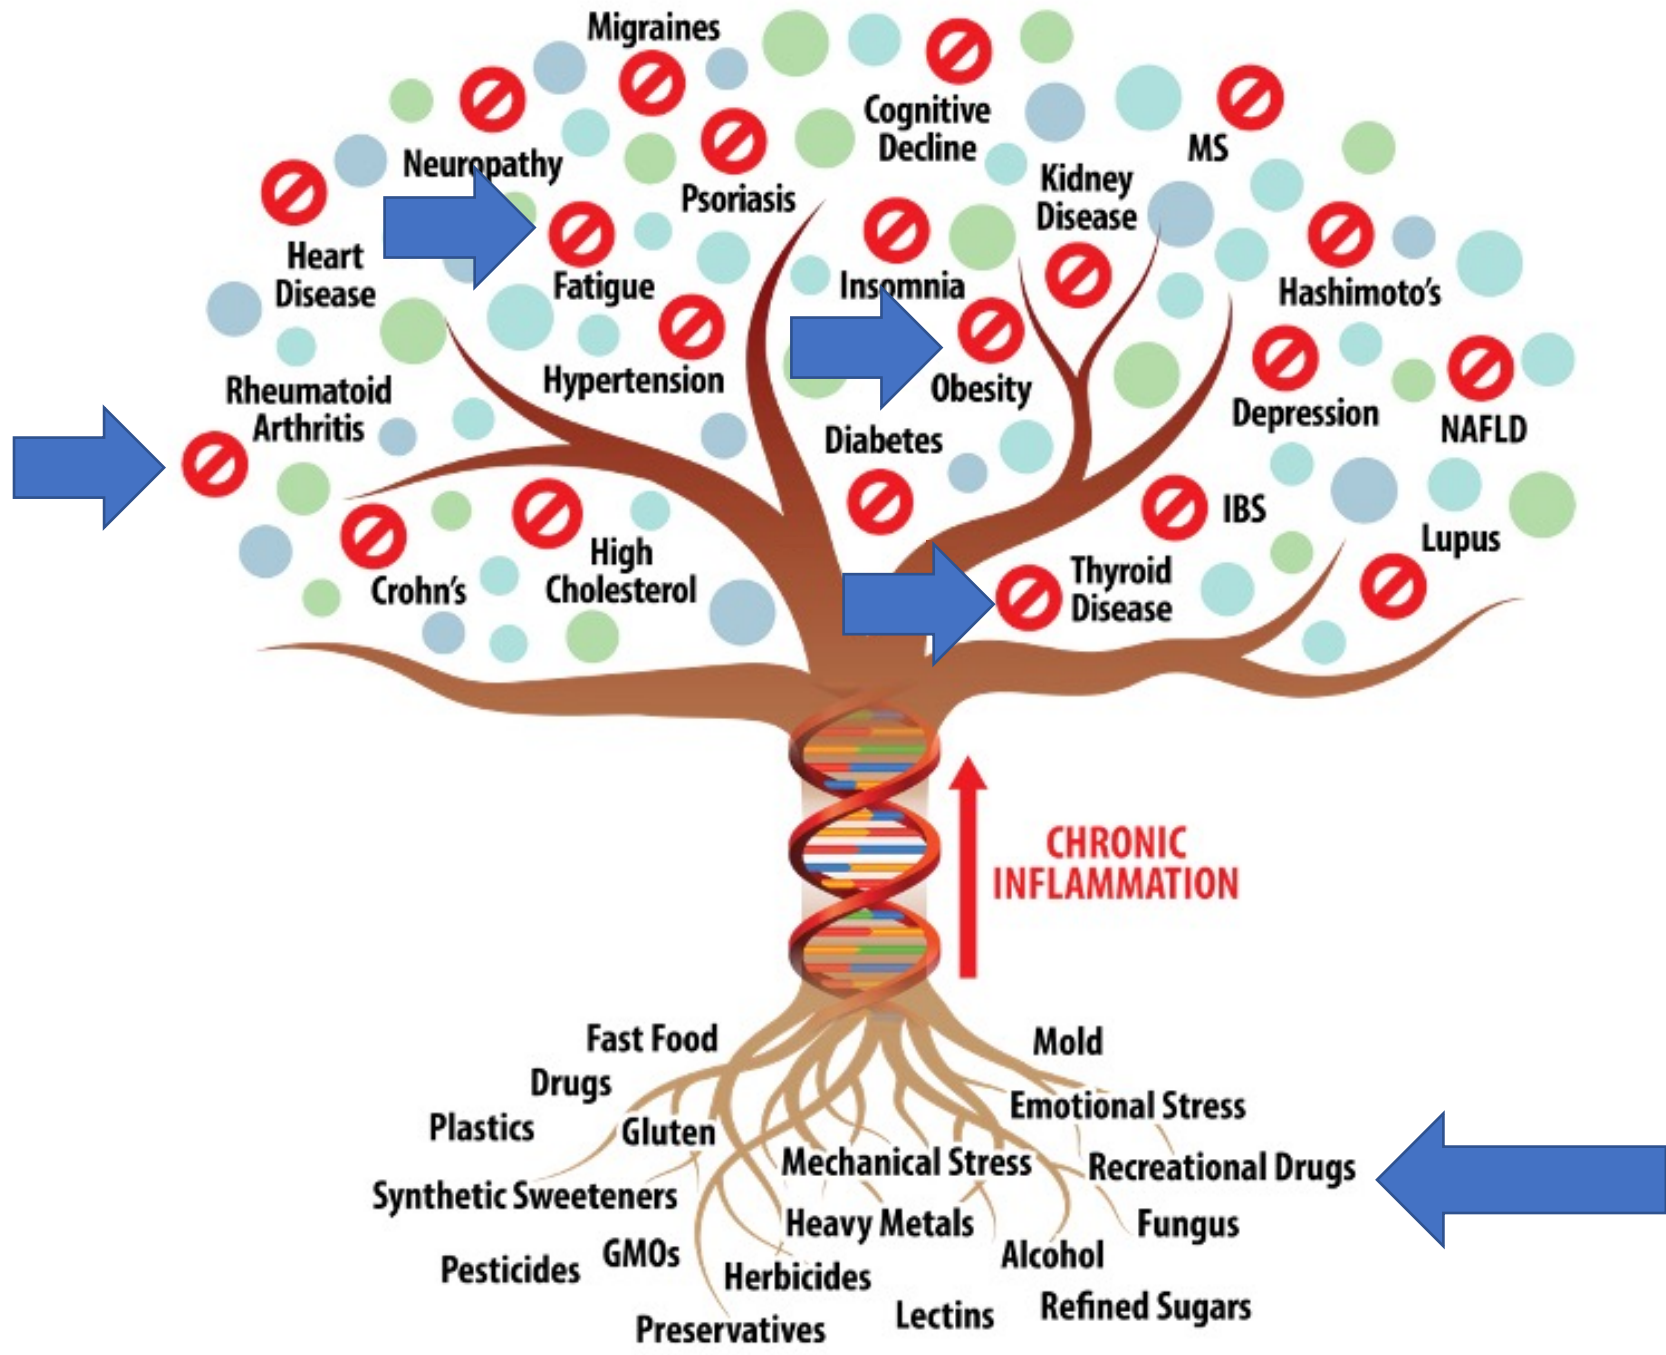 Migraines
Cognitive
Decline
MS
Neuropathy
Psoriasis
Kidney
Disease
Heart
Disease
Fatigue
Insomnia
Hashimoto's
Hypertension
Obesity
Rheumatoid
Arthritis
Diabetes
Depression
NAFLD
IBS
Lupus
Crohn's
High
Cholesterol
Thyroid
Disease
CHRONIC
INFLAMMATION
Fast Food
Mold
Drugs
Emotional Stress
Plastics
Gluten
Mechanical Stress
Recreational Drugs
Synthetic Sweeteners
Heavy Metals
Fungus
GMOs
Alcohol
Pesticides
Herbicides
Lectins
Refined Sugars
Preservatives